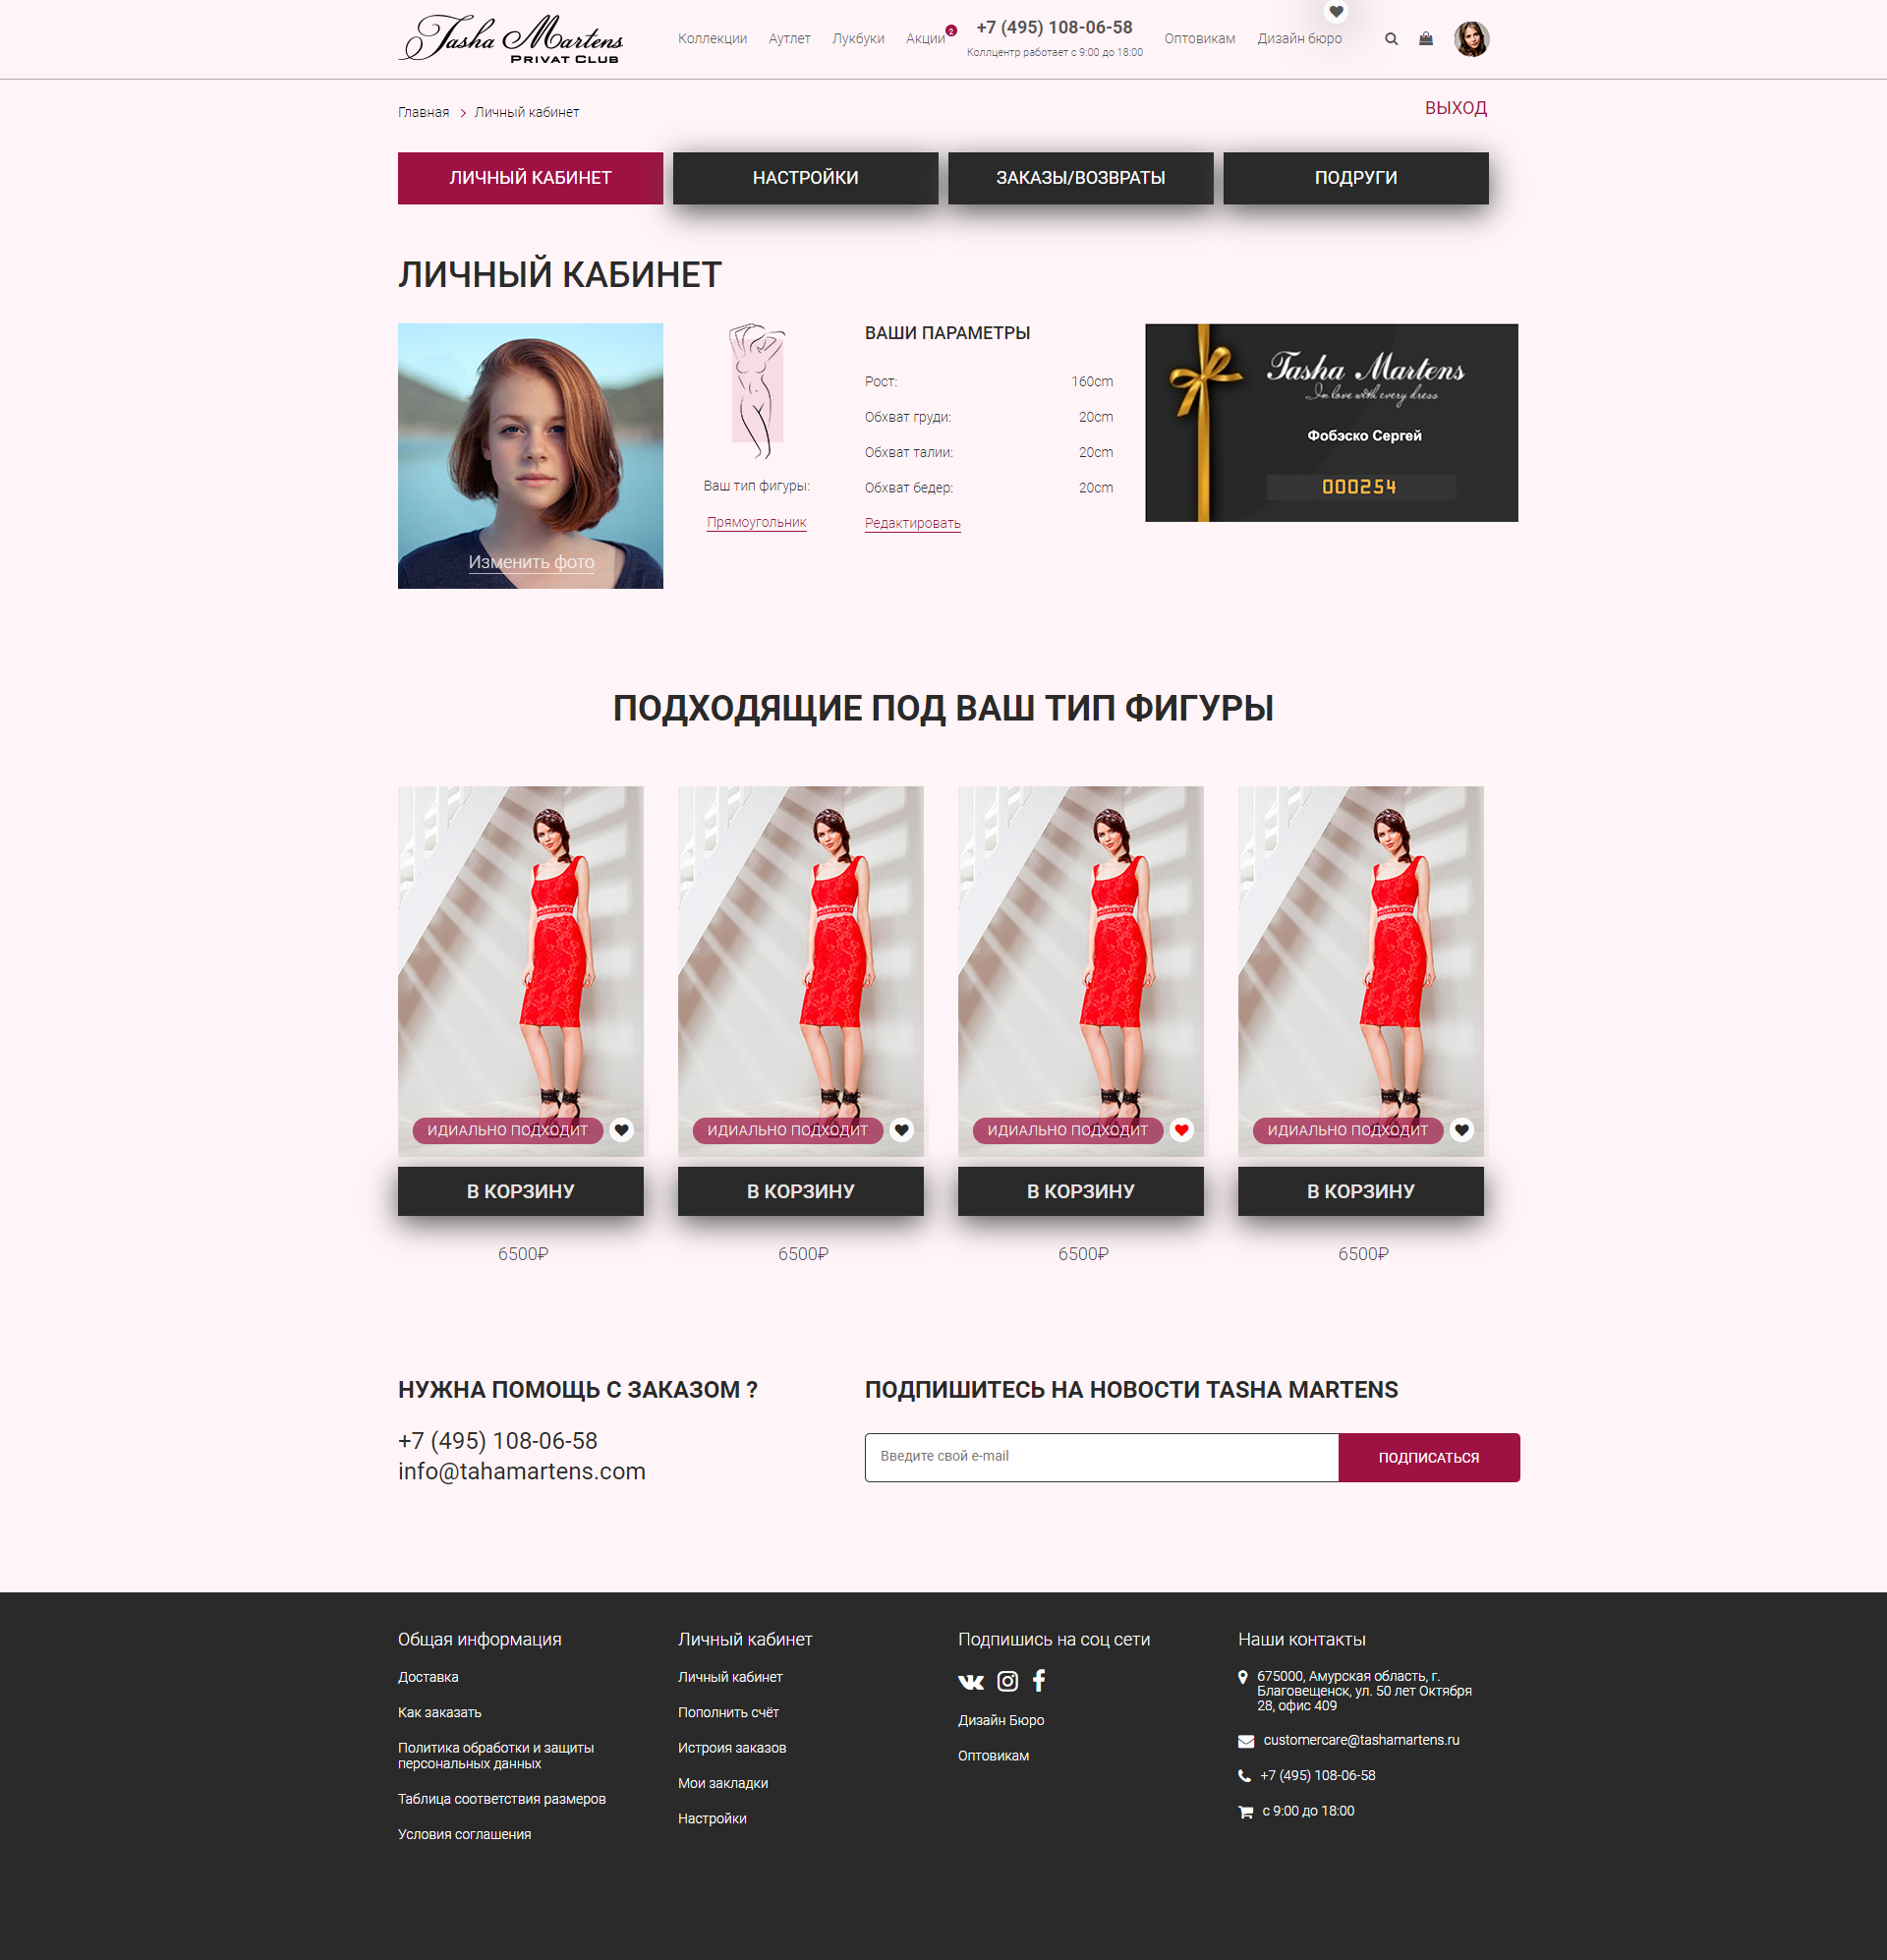 Tasha Martens
PRIVAT CLUB
Коллекции
Аутлет
Лукбуки
Акции
2
+7 (495) 108-06-58
Коллцентр работает с 9:00 до 18:00
Оптовикам
Дизайн бюро
Главная
Личный кабинет
ВЫХОД
ЛИЧНЫЙ КАБИНЕТ
НАСТРОЙКИ
ЗАКАЗЫ/ВОЗВРАТЫ
ПОДРУГИ
ЛИЧНЫЙ КАБИНЕТ
Изменить фото
Ваш тип фигуры:
Прямоугольник
ВАШИ ПАРАМЕТРЫ
Рост: 160cm
Обхват груди: 20cm
Обхват талии: 20cm
Обхват бедер: 20cm
Редактировать
Tasha Martens
In love with every dress
Фобэско Сергей
000254
ПОДХОДЯЩИЕ ПОД ВАШ ТИП ФИГУРЫ
ИДИАЛЬНО ПОДХОДИТ
ИДИАЛЬНО ПОДХОДИТ
ИДИАЛЬНО ПОДХОДИТ
ИДИАЛЬНО ПОДХОДИТ
В КОРЗИНУ
В КОРЗИНУ
В КОРЗИНУ
В КОРЗИНУ
6500₽
6500₽
6500₽
6500₽
НУЖНА ПОМОЩЬ С ЗАКАЗОМ ?
+7 (495) 108-06-58
info@tahamartens.com
ПОДПИШИТЕСЬ НА НОВОСТИ TASHA MARTENS
Введите свой e-mail
ПОДПИСАТЬСЯ
Общая информация
Доставка
Как заказать
Политика обработки и защиты
персональных данных
Таблица соответствия размеров
Условия соглашения
Личный кабинет
Личный кабинет
Пополнить счёт
Истроия заказов
Мои закладки
Настройки
Подпишись на соц сети
Дизайн Бюро
Оптовикам
Наши контакты
675000, Амурская область, г.
Благовещенск, ул. 50 лет Октября
28, офис 409
customercare@tashamartens.ru
+7 (495) 108-06-58
с 9:00 до 18:00